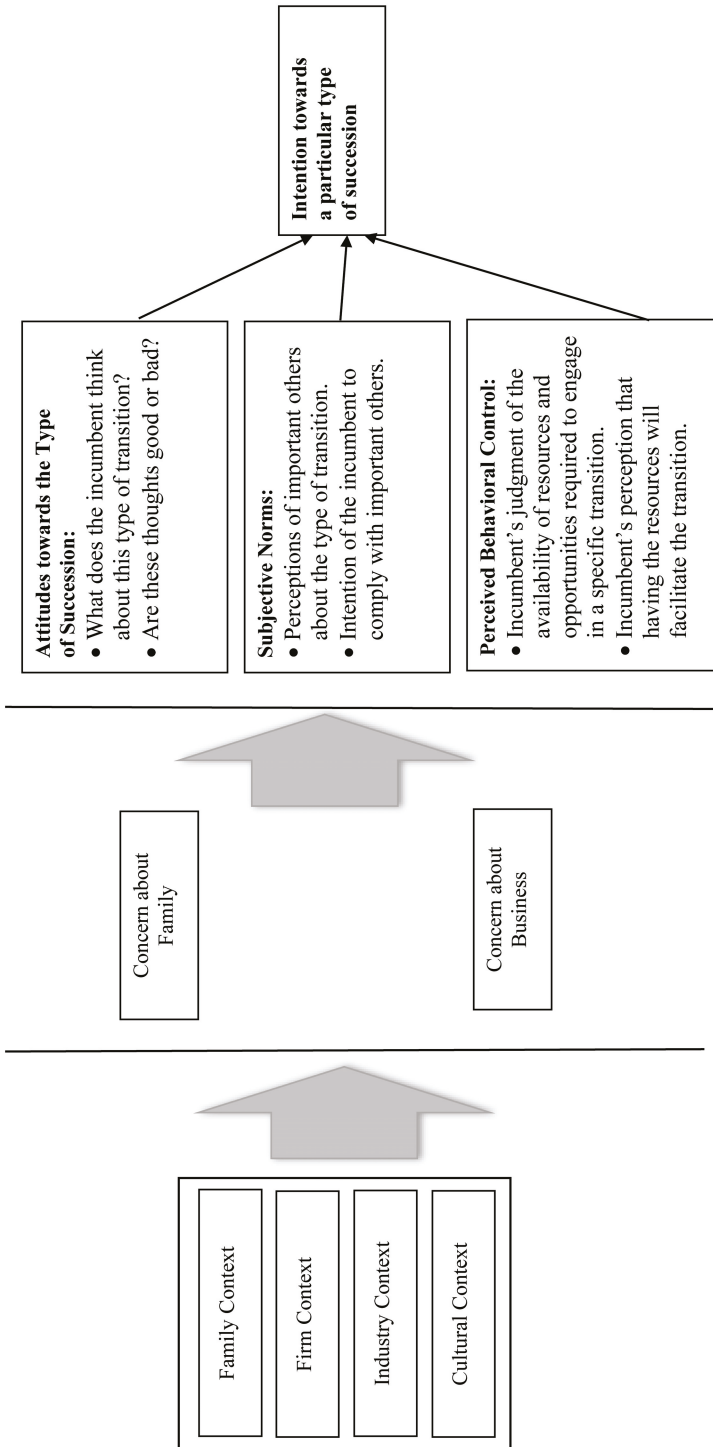 Family Context
Firm Context
Industry Context
Cultural Context
Concern about
Family
Concern about
Business
Attitudes towards the Type
of Succession:
● What does the incumbent think
about this type of transition?
● Are these thoughts good or bad?
Subjective Norms:
● Perceptions of important others
about the type of transition.
● Intention of the incumbent to
comply with important others.
Perceived Behavioral Control:
● Incumbent’s judgment of the
availability of resources and
opportunities required to engage
in a specific transition.
● Incumbent’s perception that
having the resources will
facilitate the transition.
Intention towards
a particular type
of succession